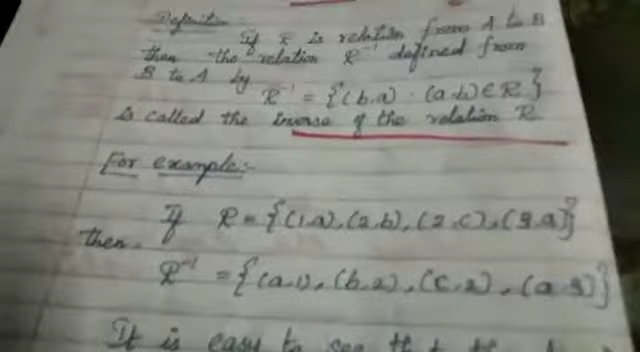 Definition
If R is relation from A to B
then the relation R⁻¹ defined from
B to A by
R⁻¹ = {(b,a) : (a,b) ∈ R}
is called the inverse of the relation R
For example:-
If R = {(1,a), (2,b), (2,c), (3,a)}
then.
R⁻¹ = {(a,1), (b,2), (c,2), (a,3)}
It is easy to see that the